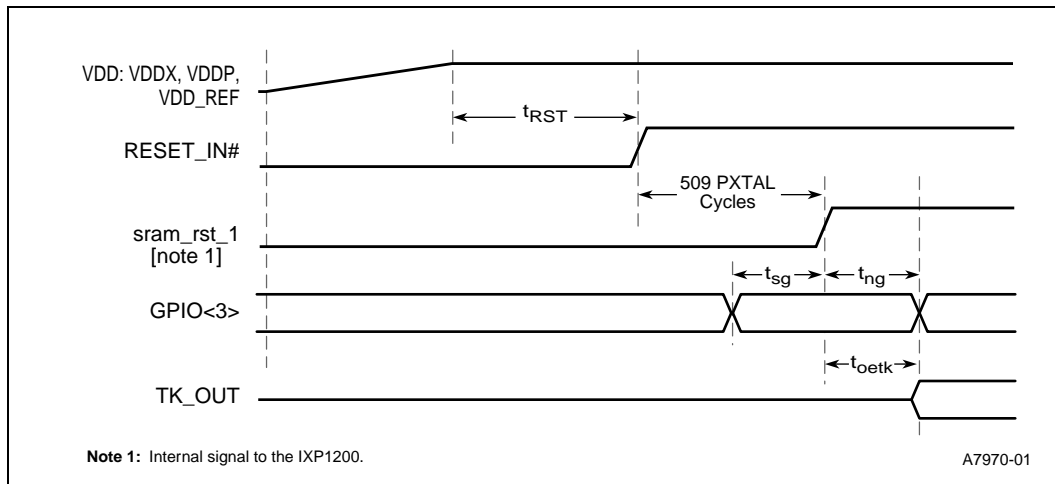 VDD: VDDX, VDDP,
VDD_REF
tRST
RESET_IN#
509 PXTAL
Cycles
sram_rst_1
[note 1]
tsg
tng
GPIO<3>
toetk
TK_OUT
Note 1: Internal signal to the IXP1200.
A7970-01